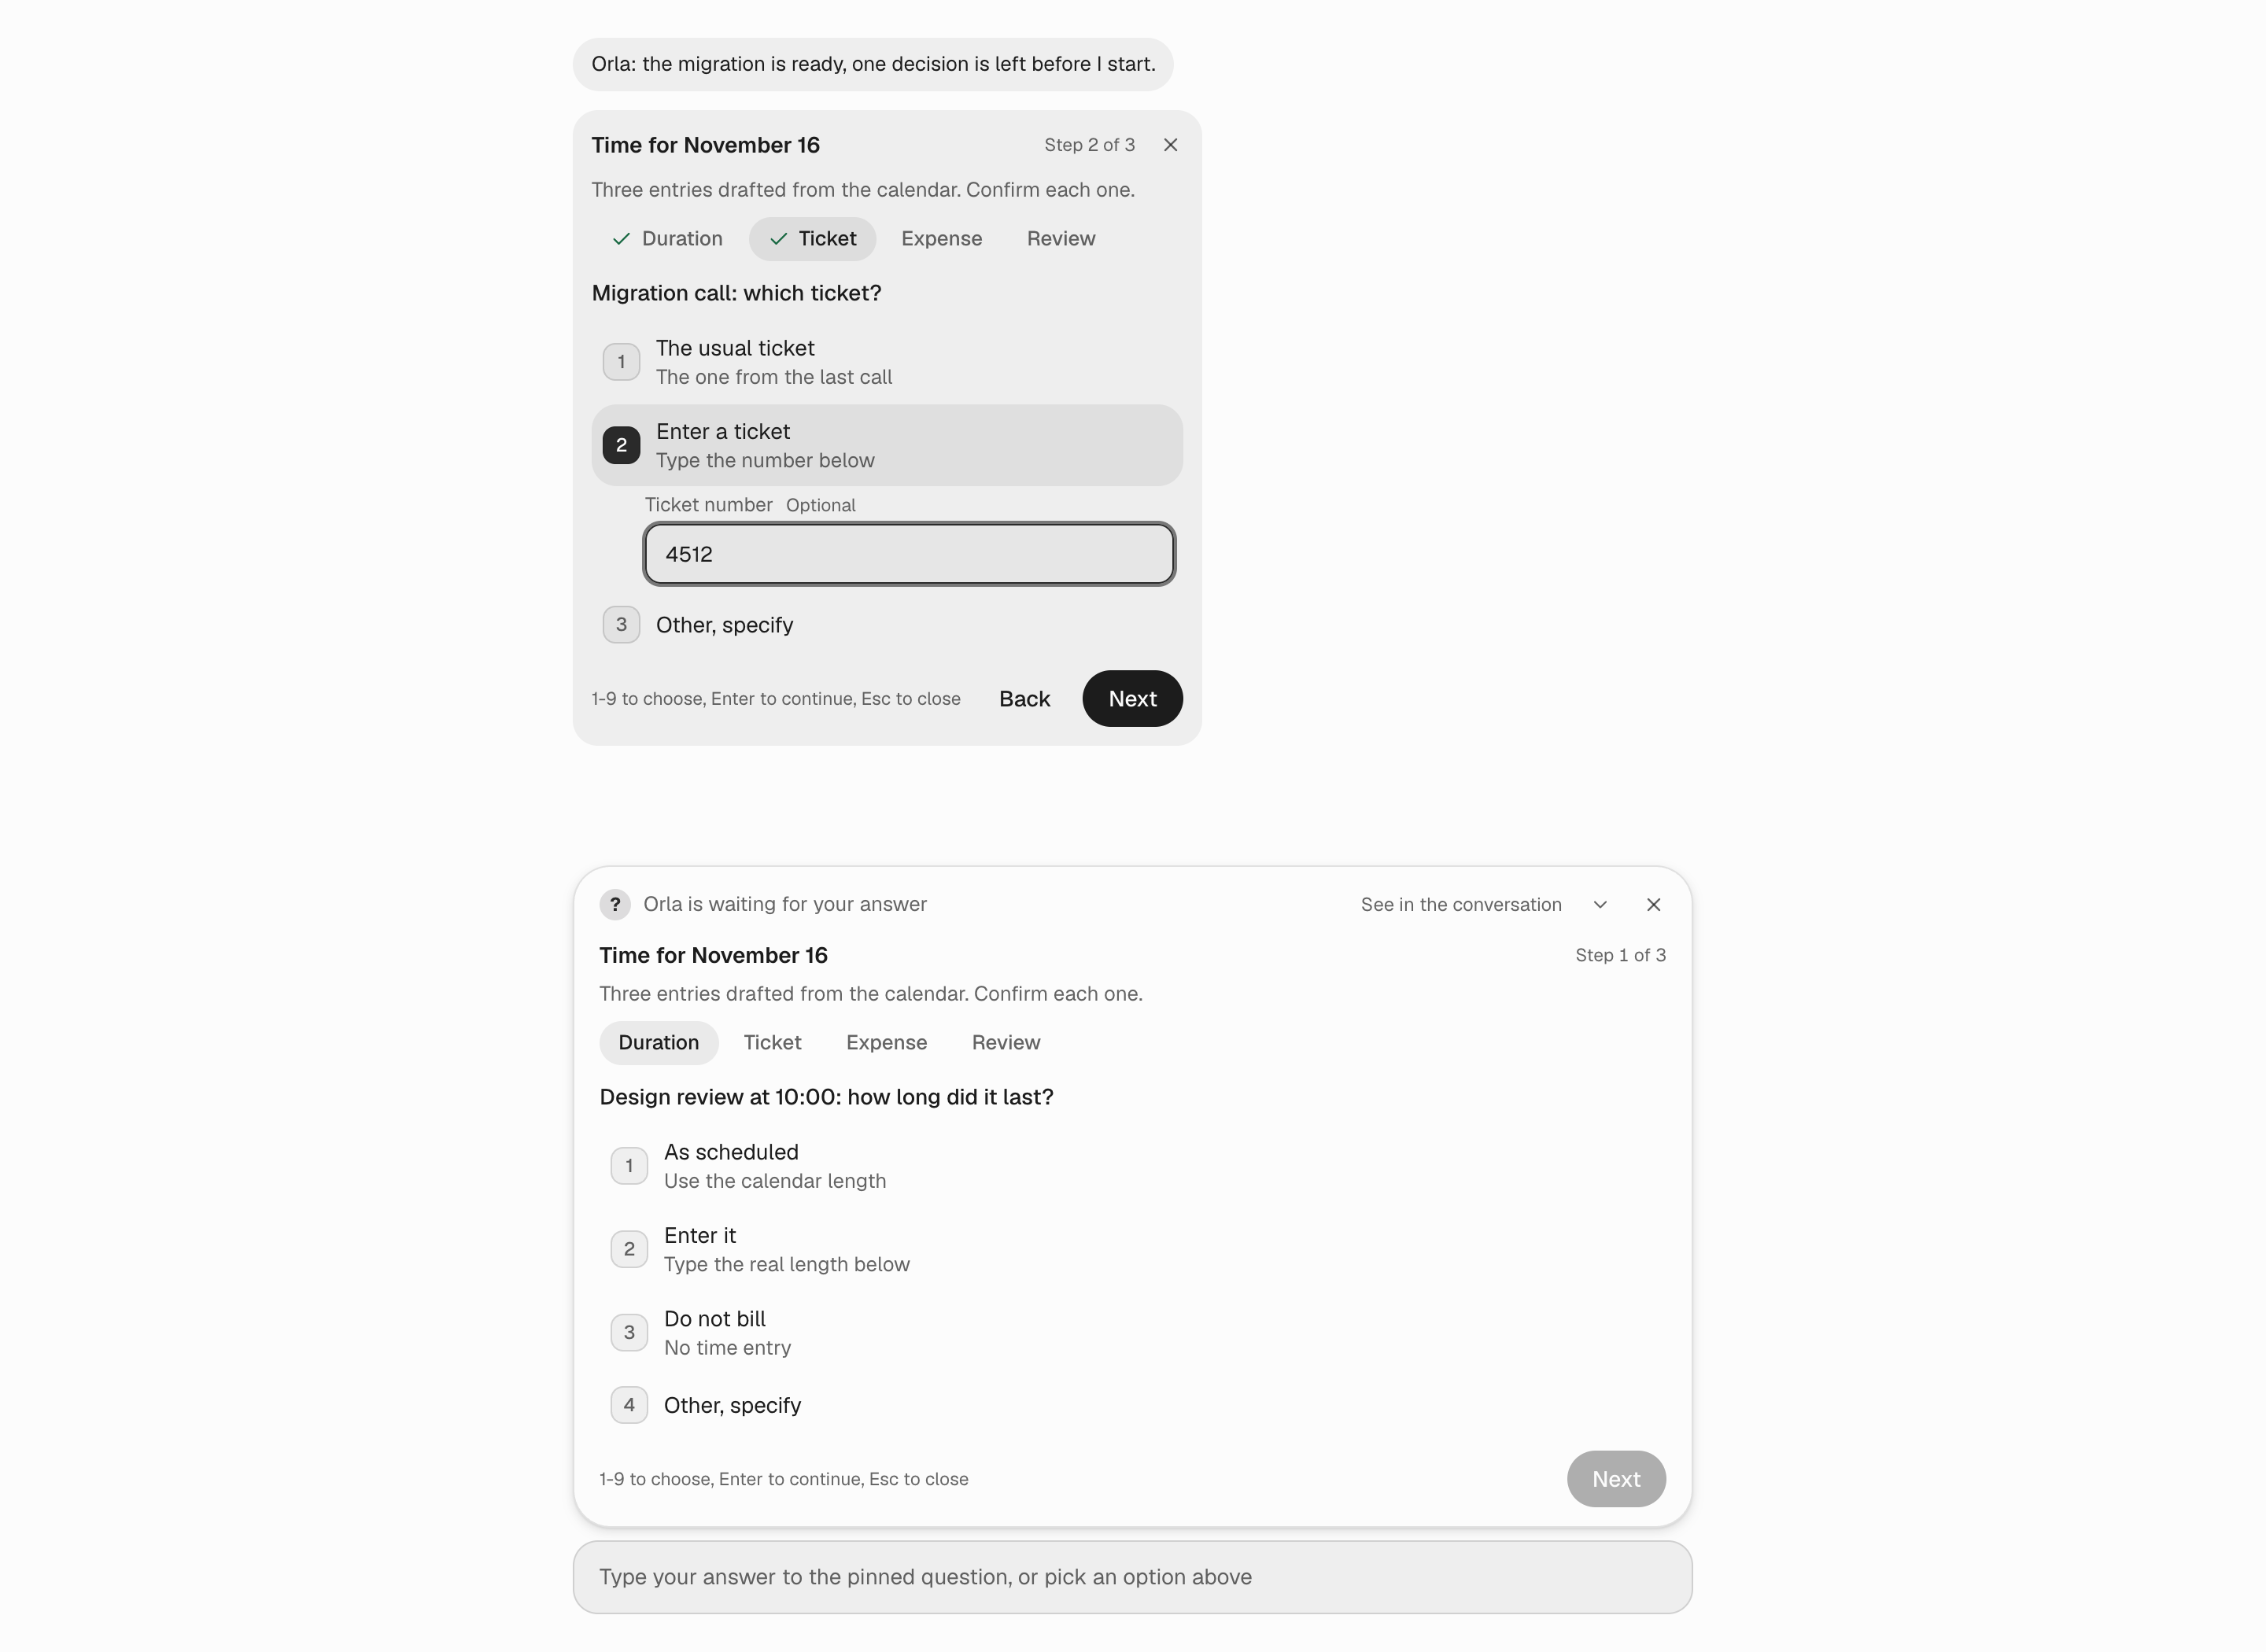 Orla: the migration is ready, one decision is left before I start.
Time for November 16
Step 2 of 3
Three entries drafted from the calendar. Confirm each one.
Duration
Ticket
Expense
Review
Migration call: which ticket?
1
The usual ticket
The one from the last call
2
Enter a ticket
Type the number below
Ticket number Optional
4512
3
Other, specify
1-9 to choose, Enter to continue, Esc to close
Back
Next
?
Orla is waiting for your answer
See in the conversation
Time for November 16
Step 1 of 3
Three entries drafted from the calendar. Confirm each one.
Duration
Ticket
Expense
Review
Design review at 10:00: how long did it last?
1
As scheduled
Use the calendar length
2
Enter it
Type the real length below
3
Do not bill
No time entry
4
Other, specify
1-9 to choose, Enter to continue, Esc to close
Next
Type your answer to the pinned question, or pick an option above